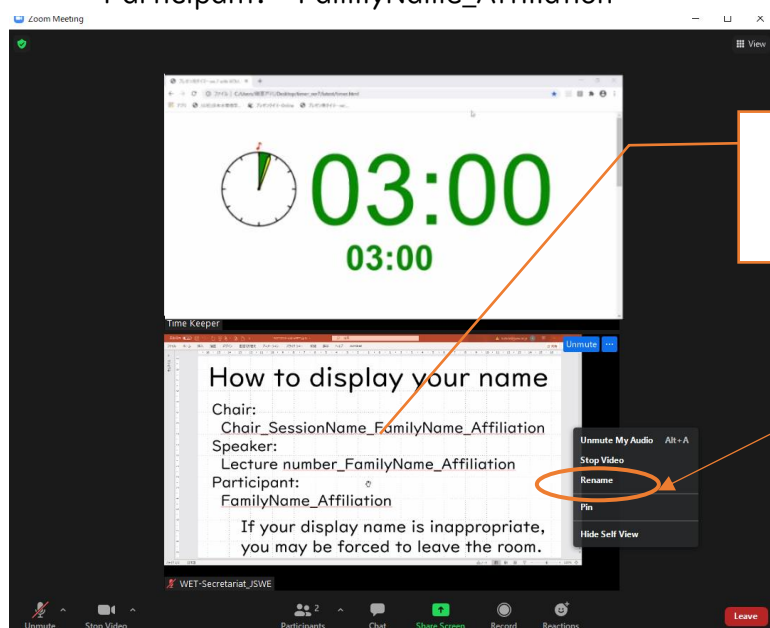 Participant: FamilyName_Affiliation
Zoom Meeting
View
03:00
03:00
Time Keeper
Unmute
How to display your name
Chair:
Chair_SessionName_FamilyName_Affiliation
Speaker:
Lecture number_FamilyName_Affiliation
Participant:
FamilyName_Affiliation
If your display name is inappropriate,
you may be forced to leave the room.
Unmute My Audio Alt+A
Stop Video
Rename
Pin
Hide Self View
WET-Secretariat_JSWE
2
Unmute Stop Video Participants Chat Share Screen Record Reactions Leave